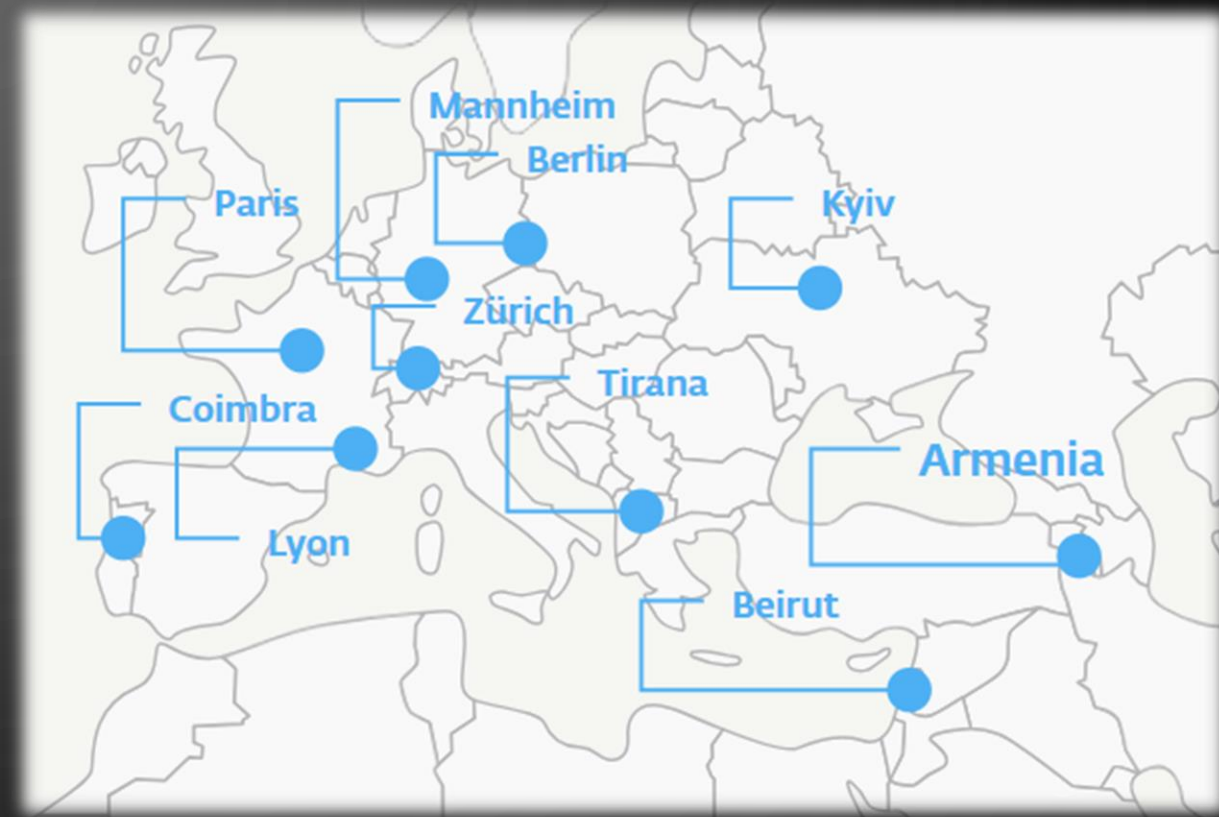 Mannheim
Berlin
Paris
Kyiv
Zürich
Tirana
Coimbra
Armenia
Lyon
Beirut